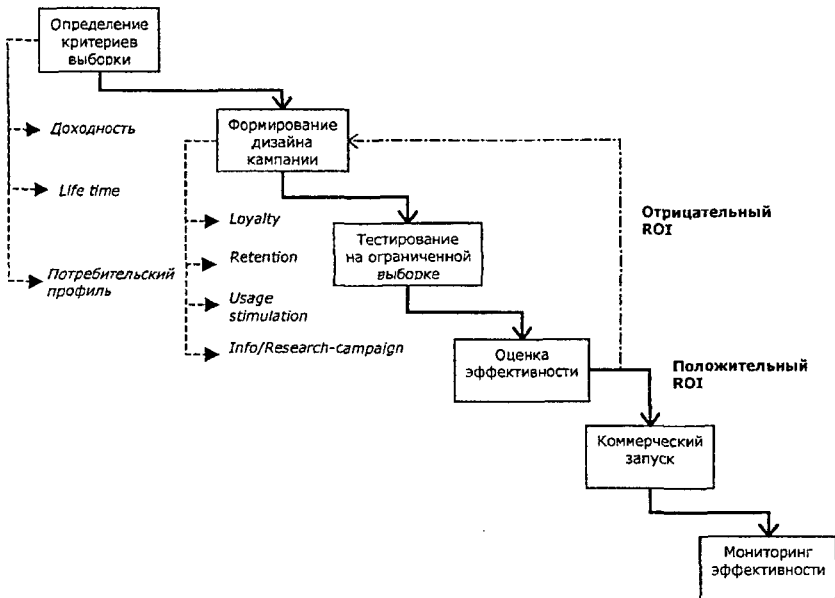 Определение
критериев
выборки
Доходность
Life time
Потребительский
профиль
Формирование
дизайна
кампании
Loyalty
Retention
Usage
stimulation
Info/Research-campaign
Тестирование
на ограниченной
выборке
Отрицательный
ROI
Оценка
эффективности
Положительный
ROI
Коммерческий
запуск
Мониторинг
эффективности